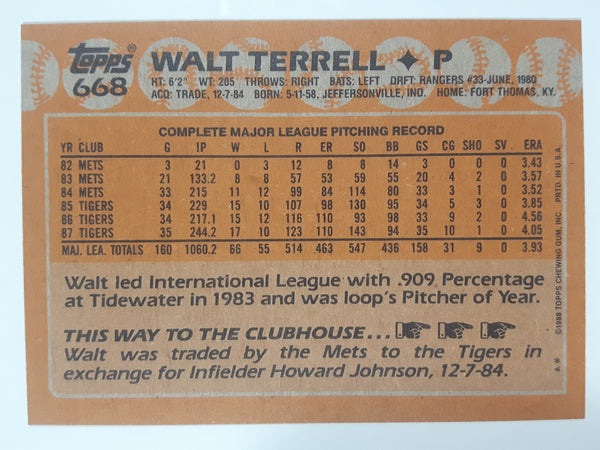 Topps® WALT TERRELL ✦ P
668 HT: 6'2" WT: 205 THROWS: RIGHT BATS: LEFT DRFT: RANGERS #33-JUNE, 1980
ACQ: TRADE, 12-7-84 BORN: 5-11-58, JEFFERSONVILLE, IND. HOME: FORT THOMAS, KY.
COMPLETE MAJOR LEAGUE PITCHING RECORD
YR CLUB G IP W L R ER SO BB GS CG SHO SV ERA
82 METS 3 21 0 3 12 8 8 14 3 0 0 0 3.43
83 METS 21 133.2 8 8 57 53 59 55 20 4 2 0 3.57
84 METS 33 215 11 12 99 84 114 80 33 3 1 0 3.52
85 TIGERS 34 229 15 10 107 98 130 95 34 5 3 0 3.85
86 TIGERS 34 217.1 15 12 116 110 93 98 33 9 2 0 4.56
87 TIGERS 35 244.2 17 10 123 110 143 94 35 10 1 0 4.05
MAJ. LEA. TOTALS 160 1060.2 66 55 514 463 547 436 158 31 9 0 3.93
Walt led International League with .909 Percentage
at Tidewater in 1983 and was loop's Pitcher of Year.
THIS WAY TO THE CLUBHOUSE...
Walt was traded by the Mets to the Tigers in
exchange for Infielder Howard Johnson, 12-7-84.
©1988 TOPPS CHEWING GUM, INC. PRTD. IN U.S.A.
A *